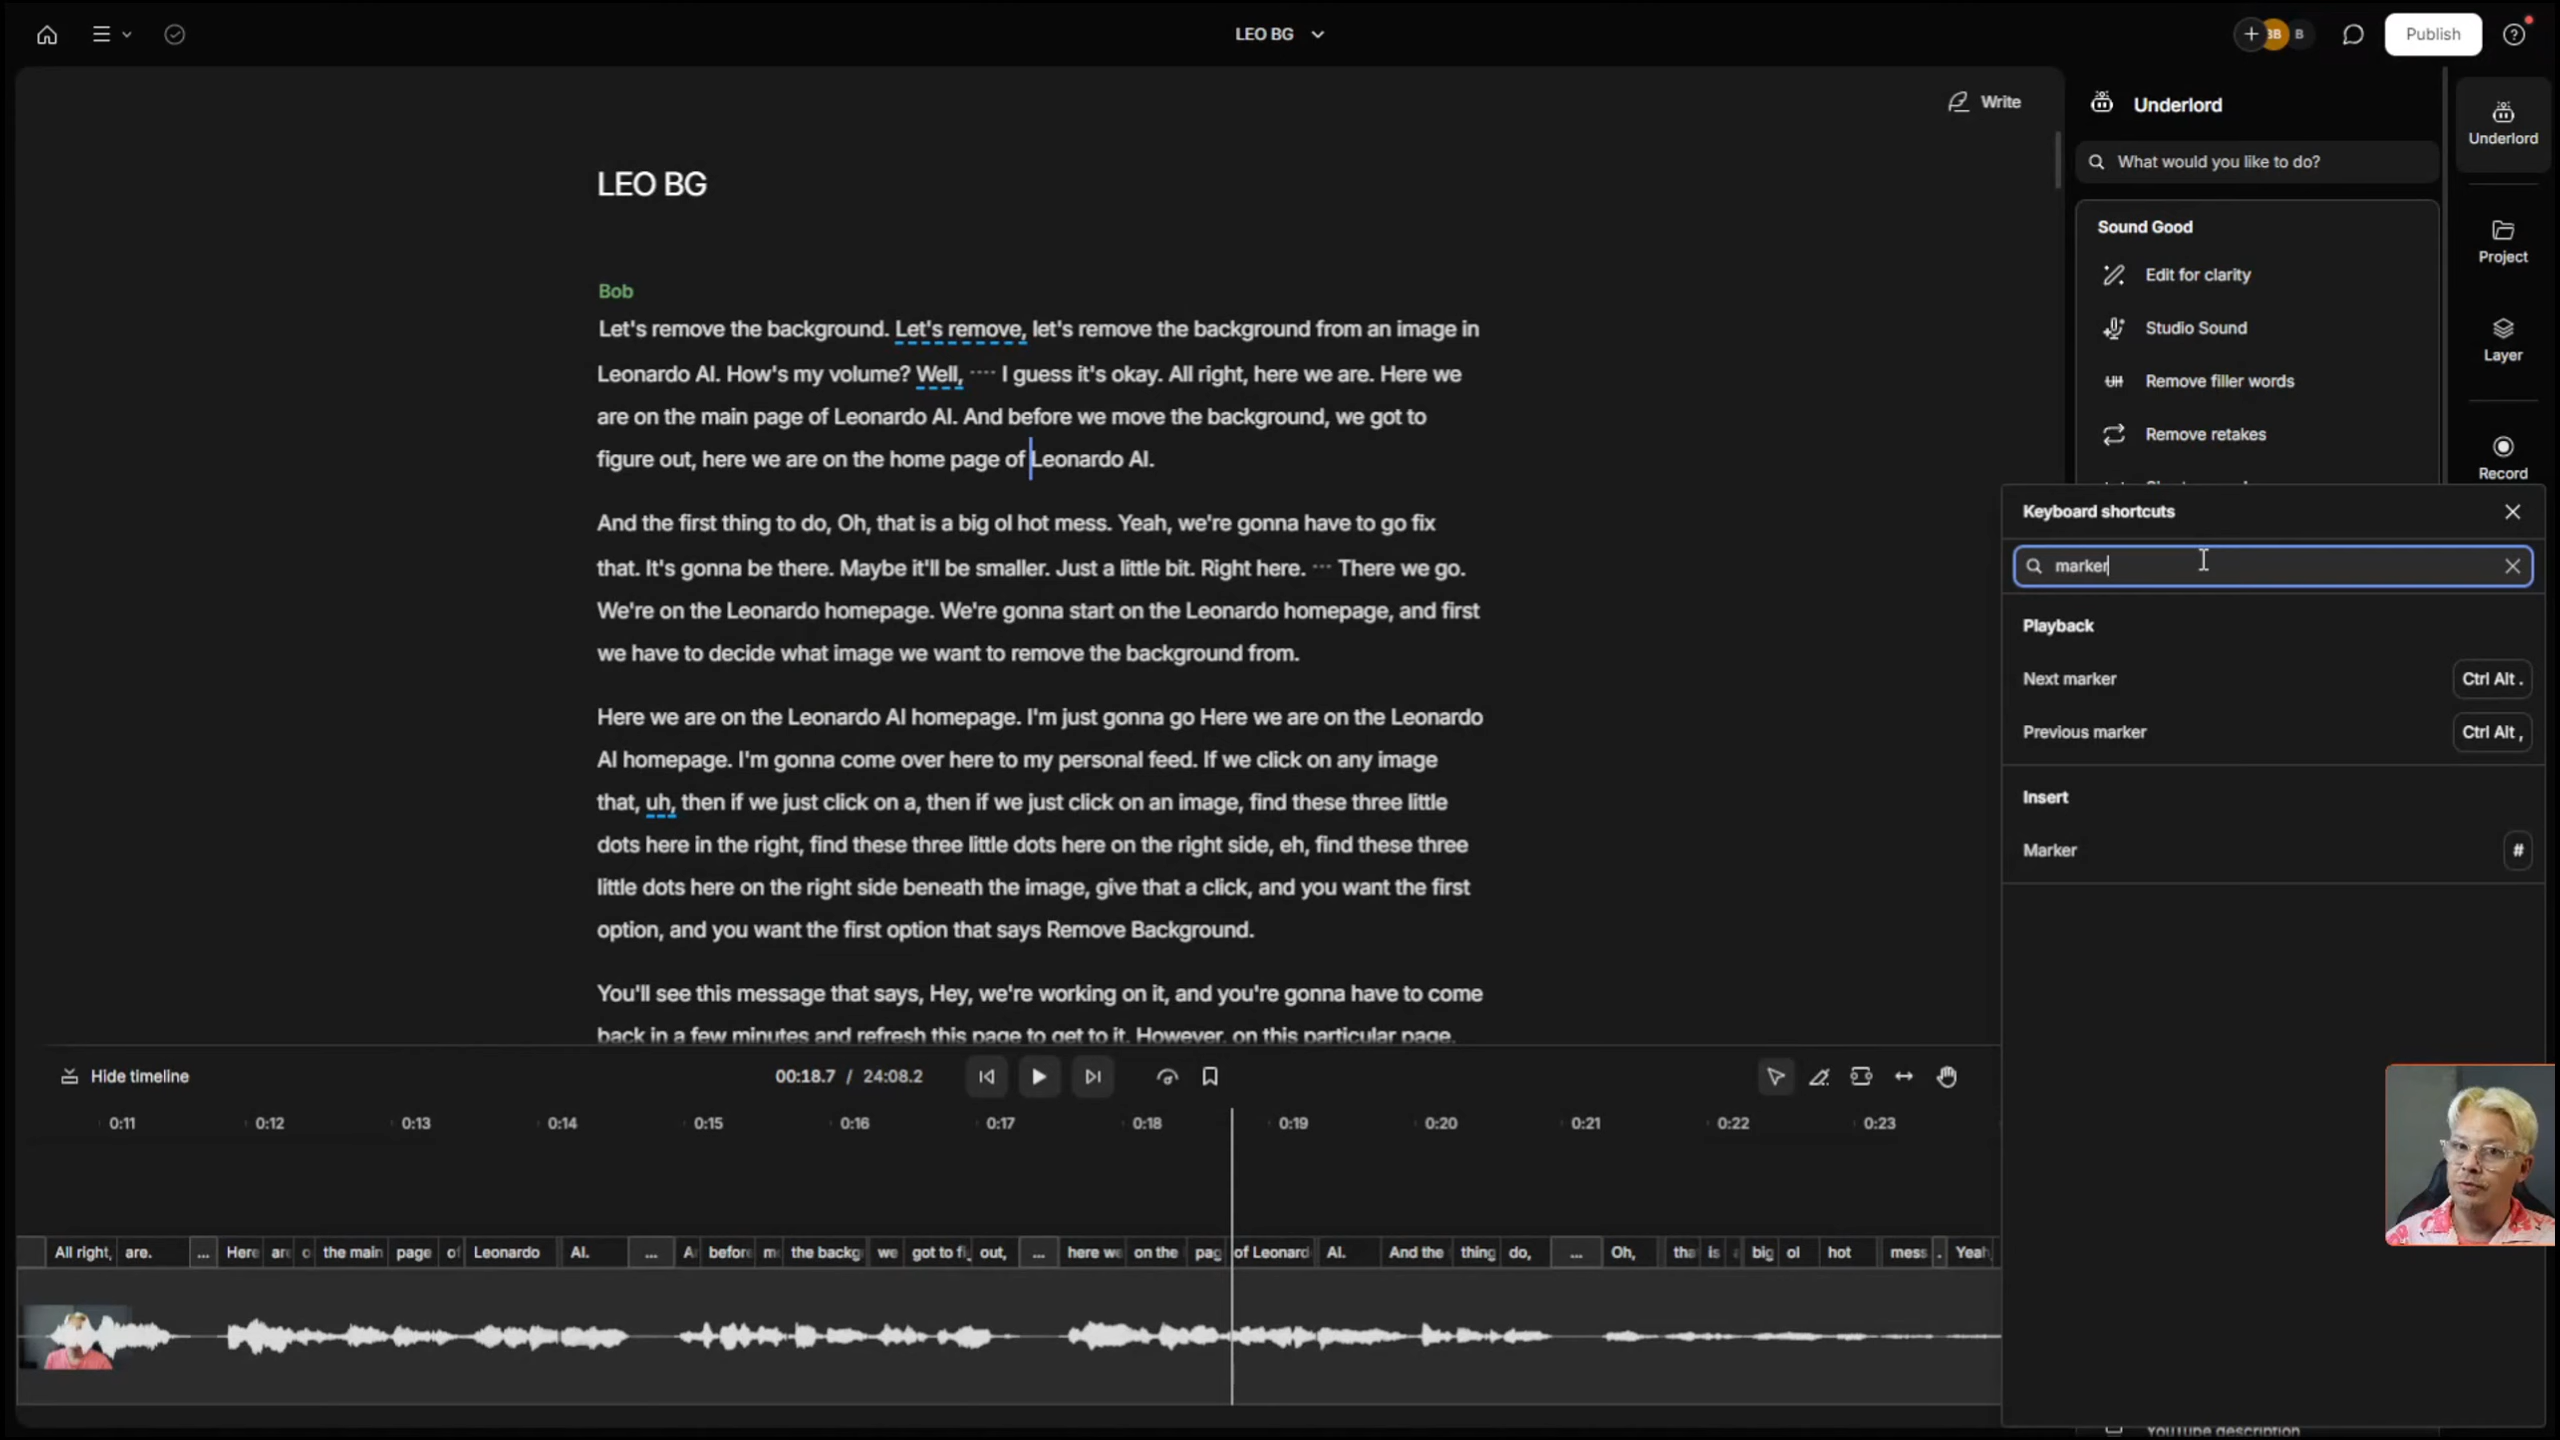 LEO BG
BB
B
Publish
Write
LEO BG
Bob
Let's remove the background. Let's remove, let's remove the background from an image in
Leonardo AI. How's my volume? Well, ···· I guess it's okay. All right, here we are. Here we
are on the main page of Leonardo AI. And before we move the background, we got to
figure out, here we are on the home page of Leonardo AI.
And the first thing to do, Oh, that is a big ol hot mess. Yeah, we're gonna have to go fix
that. It's gonna be there. Maybe it'll be smaller. Just a little bit. Right here. ··· There we go.
We're on the Leonardo homepage. We're gonna start on the Leonardo homepage, and first
we have to decide what image we want to remove the background from.
Here we are on the Leonardo AI homepage. I'm just gonna go Here we are on the Leonardo
AI homepage. I'm gonna come over here to my personal feed. If we click on any image
that, uh, then if we just click on a, then if we just click on an image, find these three little
dots here in the right, find these three little dots here on the right side, eh, find these three
little dots here on the right side beneath the image, give that a click, and you want the first
option, and you want the first option that says Remove Background.
You'll see this message that says, Hey, we're working on it, and you're gonna have to come
back in a few minutes and refresh this page to get to it. However, on this particular page,
Underlord
What would you like to do?
Sound Good
Edit for clarity
Studio Sound
Remove filler words
Remove retakes
Underlord
Project
Layer
Record
Keyboard shortcuts
marker
Playback
Next marker Ctrl Alt .
Previous marker Ctrl Alt ,
Insert
Marker #
YouTube description
Hide timeline
00:18.7 / 24:08.2
0:11 0:12 0:13 0:14 0:15 0:16 0:17 0:18 0:19 0:20 0:21 0:22 0:23
All right, are. ... Here are o the main page of Leonardo AI. ... A before m the backg we got to fi out, ... here we on the pag of Leonard AI. And the thing do, ... Oh, tha is a big ol hot mess . Yeah